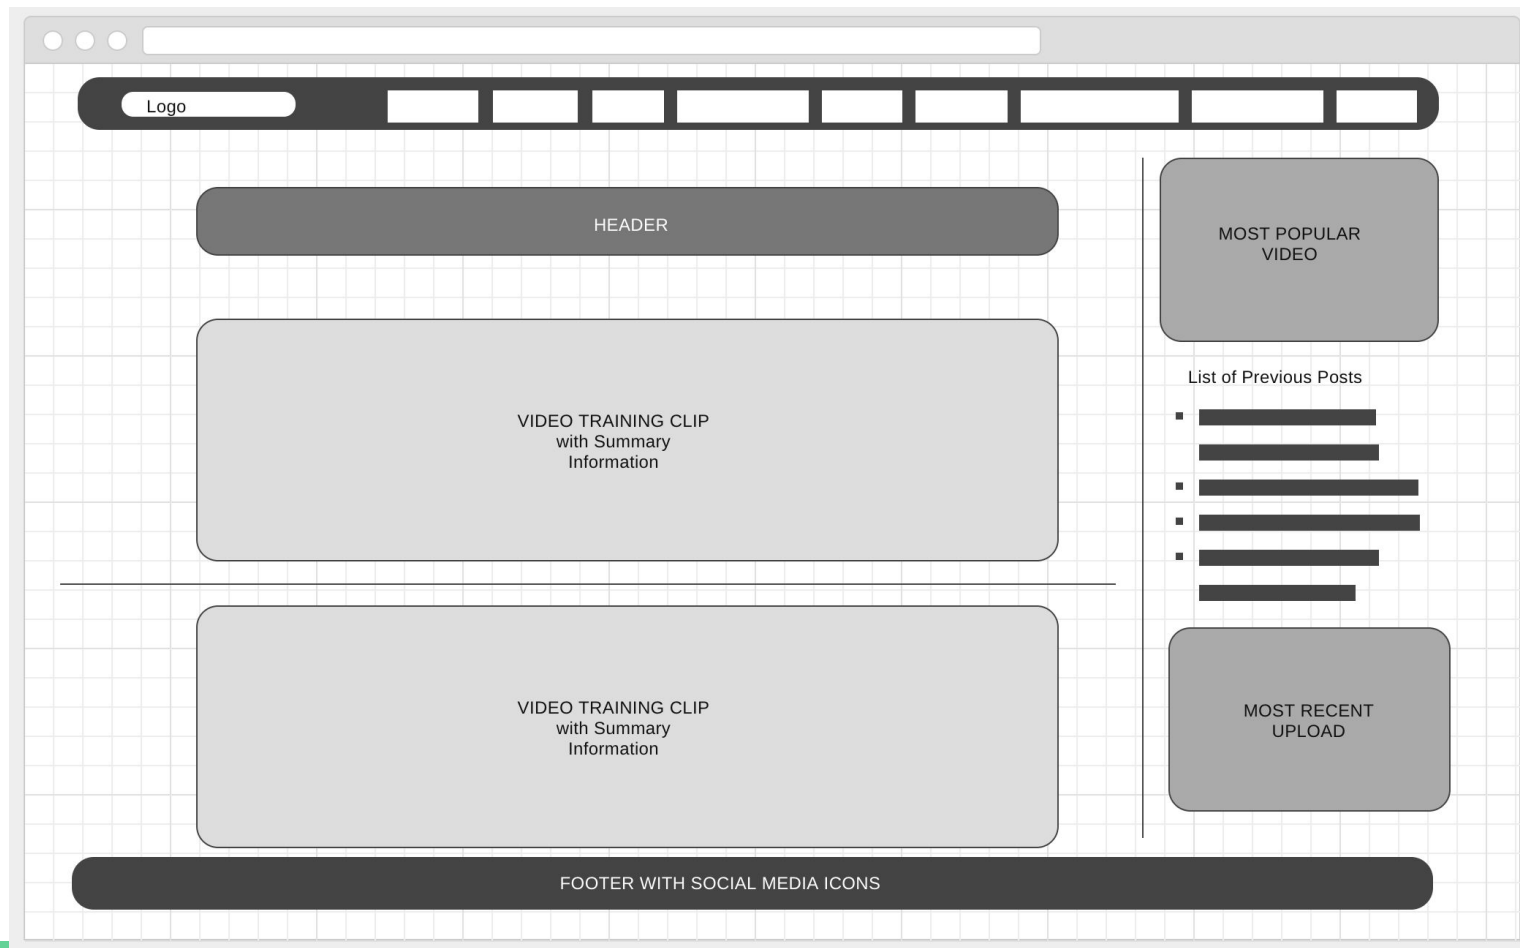 Logo
HEADER
MOST POPULAR
VIDEO
List of Previous Posts
VIDEO TRAINING CLIP
with Summary
Information
VIDEO TRAINING CLIP
with Summary
Information
MOST RECENT
UPLOAD
FOOTER WITH SOCIAL MEDIA ICONS